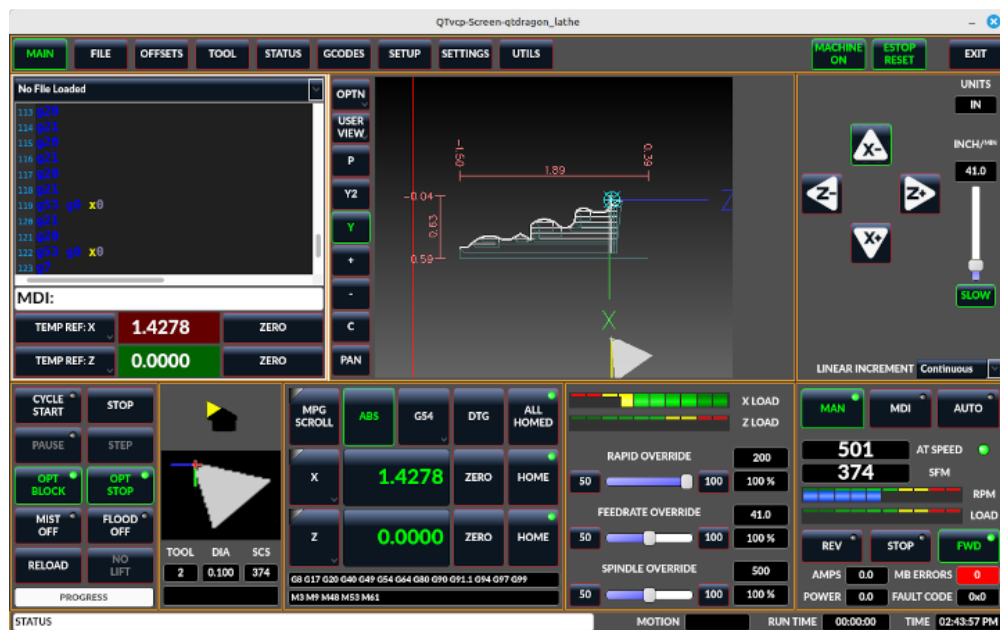 QTvcp-Screen-qtdragon_lathe
MAIN FILE OFFSETS TOOL STATUS GCODES SETUP SETTINGS UTILS MACHINE ON ESTOP RESET EXIT
No File Loaded
113 g20
114 g21
115 g20
116 g21
117 g20
118 g21
119 g53 g0 x0
120 g21
121 g20
122 g53 g0 x0
123 g7
MDI:
TEMP REF: X 1.4278 ZERO
TEMP REF: Z 0.0000 ZERO
OPTN
USER VIEW
P
Y2
Y
+
-
C
PAN
-1.50
1.89
0.39
-0.04
0.63
0.59
Z
X
UNITS
IN
INCH/MIN
41.0
X-
Z-
Z+
X+
SLOW
LINEAR INCREMENT Continuous
CYCLE START
STOP
PAUSE
STEP
OPT BLOCK
OPT STOP
MIST OFF
FLOOD OFF
RELOAD
NO LIFT
PROGRESS
TOOL DIA SCS
2 0.100 374
MPG SCROLL ABS G54 DTG ALL HOMED
X 1.4278 ZERO HOME
Z 0.0000 ZERO HOME
G8 G17 G20 G40 G49 G54 G64 G80 G90 G91.1 G94 G97 G99
M3 M9 M48 M53 M61
X LOAD
Z LOAD
RAPID OVERRIDE 200
50 100 100 %
FEEDRATE OVERRIDE 41.0
50 100 100 %
SPINDLE OVERRIDE 500
50 100 100 %
MAN MDI AUTO
501 AT SPEED
374 SFM
RPM
LOAD
REV STOP FWD
AMPS 0.0 MB ERRORS 0
POWER 0.0 FAULT CODE 0x0
STATUS MOTION RUN TIME 00:00:00 TIME 02:43:57 PM